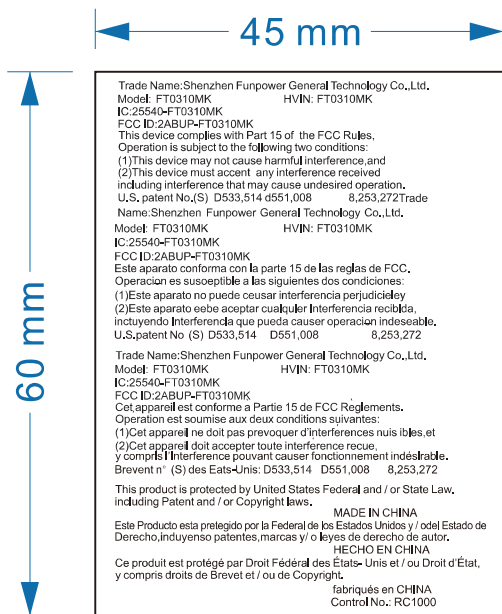 45 mm
60 mm
Trade Name:Shenzhen Funpower General Technology Co.,Ltd.
Model: FT0310MK HVIN: FT0310MK
IC:25540-FT0310MK
FCC ID:2ABUP-FT0310MK
This device complies with Part 15 of the FCC Rules,
Operation is subject to the following two conditions:
(1)This device may not cause harmful interference,and
(2)This device must accent any interference received
including interference that may cause undesired operation.
U.S. patent No.(S) D533,514 d551,008 8,253,272Trade
Name:Shenzhen Funpower General Technology Co.,Ltd.
Model: FT0310MK HVIN: FT0310MK
IC:25540-FT0310MK
FCC ID:2ABUP-FT0310MK
Este aparato conforma con la parte 15 de las reglas de FCC.
Operacion es susoeptible a las siguientes dos condiciones:
(1)Este aparato no puede ceusar interferencia perjudicieley
(2)Este aparato eebe aceptar cualquler Interferencia recibida,
inctuyendo Interferencia que pueda causer operacion indeseable.
U.S.patent No (S) D533,514 D551,008 8,253,272
Trade Name:Shenzhen Funpower General Technology Co.,Ltd.
Model: FT0310MK HVIN: FT0310MK
IC:25540-FT0310MK
FCC ID:2ABUP-FT0310MK
Cet,appareil est conforme a Partie 15 de FCC Reglements.
Operation est soumise aux deux conditions suivantes:
(1)Cet appareil ne doit pas prevoquer d'interferences nuis ibles,et
(2)Cet appareil doit accepter toute interference recue,
y compris l'Interference pouvant causer fonctionnement indésirable.
Brevent n° (S) des Eats-Unis: D533,514 D551,008 8,253,272
This product is protected by United States Federal and / or State Law.
including Patent and / or Copyright laws.
MADE IN CHINA
Este Producto esta pretegido por la Federal de los Estados Unidos y / odel Estado de
Derecho,induyenso patentes,marcas y/ o leyes de derecho de autor.
HECHO EN CHINA
Ce produit est protégé par Droit Fédéral des États- Unis et / ou Droit d'État,
y compris droits de Brevet et / ou de Copyright.
fabriqués en CHINA
Control No.: RC1000